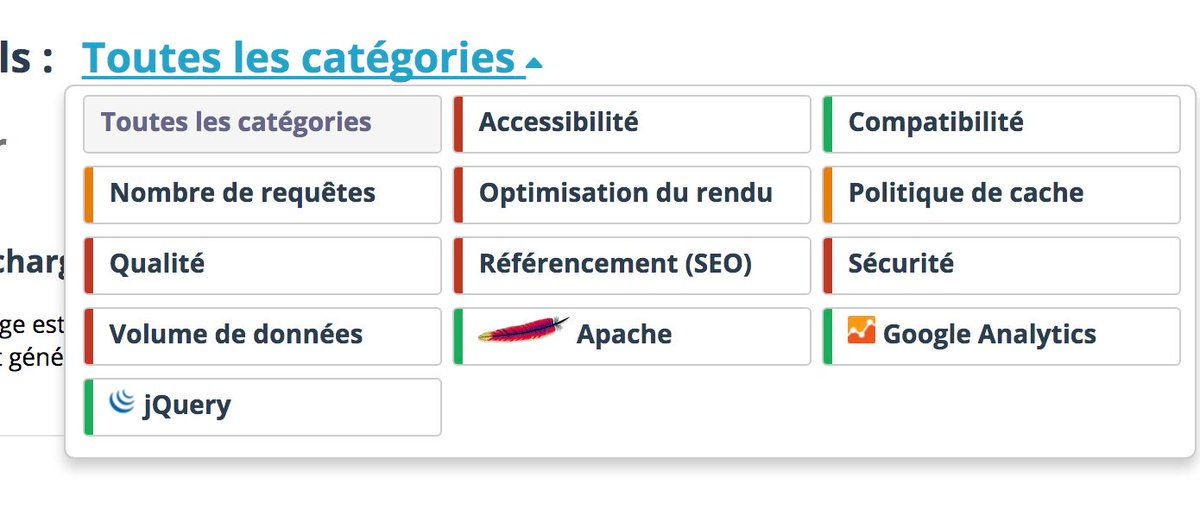 ls : Toutes les catégories
Toutes les catégories
Accessibilité
Compatibilité
Nombre de requêtes
Optimisation du rendu
Politique de cache
Qualité
Référencement (SEO)
Sécurité
Volume de données
Apache
Google Analytics
jQuery
r
charg
ge est
t géné